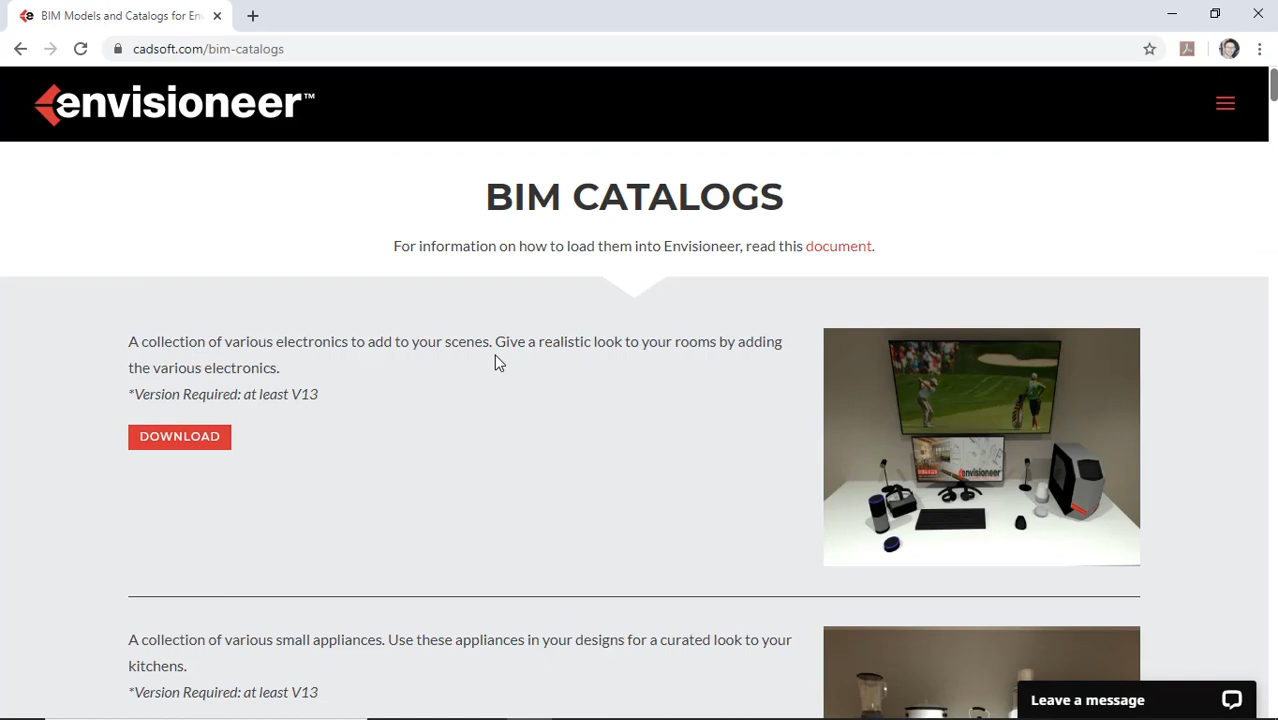 BIM Models and Catalogs for En
cadsoft.com/bim-catalogs
envisioneer™
BIM CATALOGS
For information on how to load them into Envisioneer, read this document.
A collection of various electronics to add to your scenes. Give a realistic look to your rooms by adding
the various electronics.
*Version Required: at least V13
DOWNLOAD
envisioneer
A collection of various small appliances. Use these appliances in your designs for a curated look to your
kitchens.
*Version Required: at least V13
Leave a message